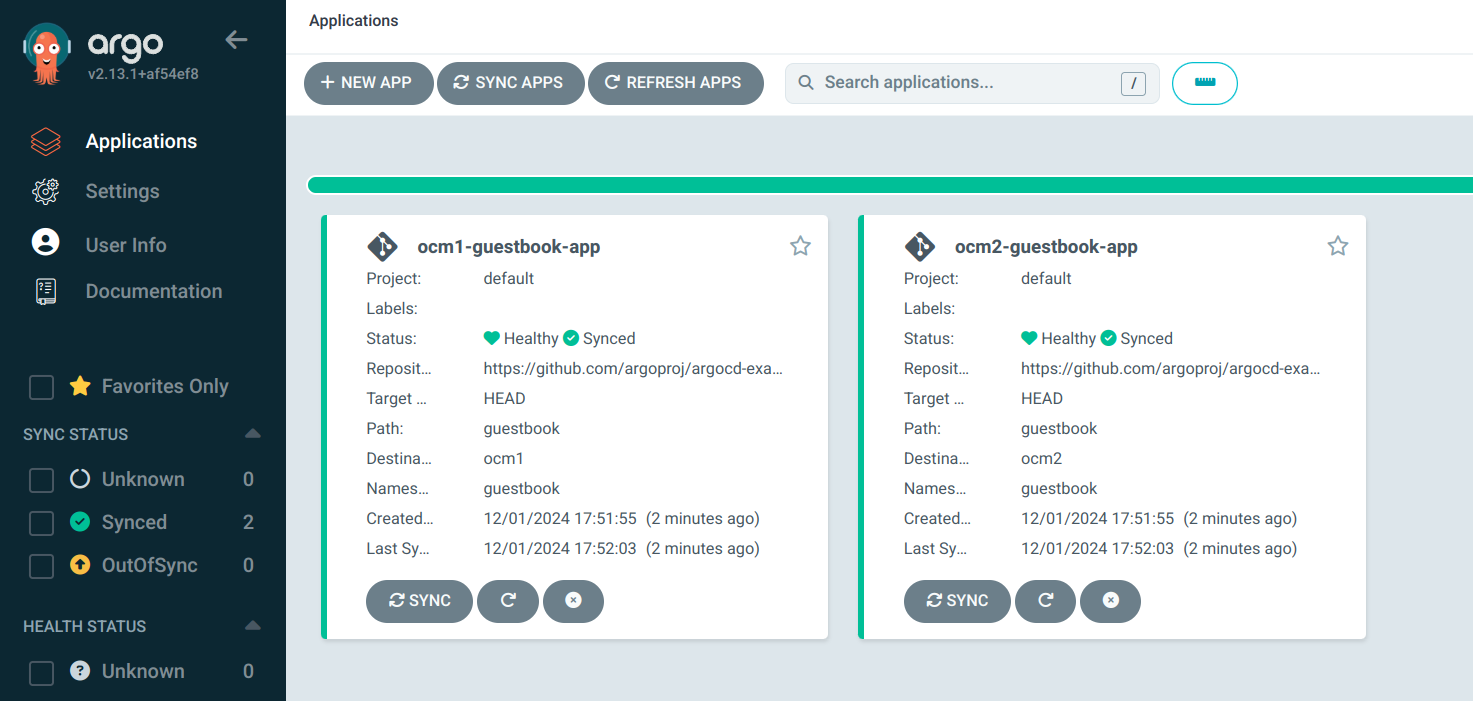 argo
v2.13.1+af54ef8
Applications
Settings
User Info
Documentation
Favorites Only
SYNC STATUS
Unknown 0
Synced 2
OutOfSync 0
HEALTH STATUS
Unknown 0
Applications
+ NEW APP SYNC APPS REFRESH APPS Search applications... /
ocm1-guestbook-app
Project: default
Labels:
Status: Healthy Synced
Reposit... https://github.com/argoproj/argocd-exa...
Target ... HEAD
Path: guestbook
Destina... ocm1
Names... guestbook
Created... 12/01/2024 17:51:55 (2 minutes ago)
Last Sy... 12/01/2024 17:52:03 (2 minutes ago)
SYNC
ocm2-guestbook-app
Project: default
Labels:
Status: Healthy Synced
Reposit... https://github.com/argoproj/argocd-exa...
Target ... HEAD
Path: guestbook
Destina... ocm2
Names... guestbook
Created... 12/01/2024 17:51:55 (2 minutes ago)
Last Sy... 12/01/2024 17:52:03 (2 minutes ago)
SYNC